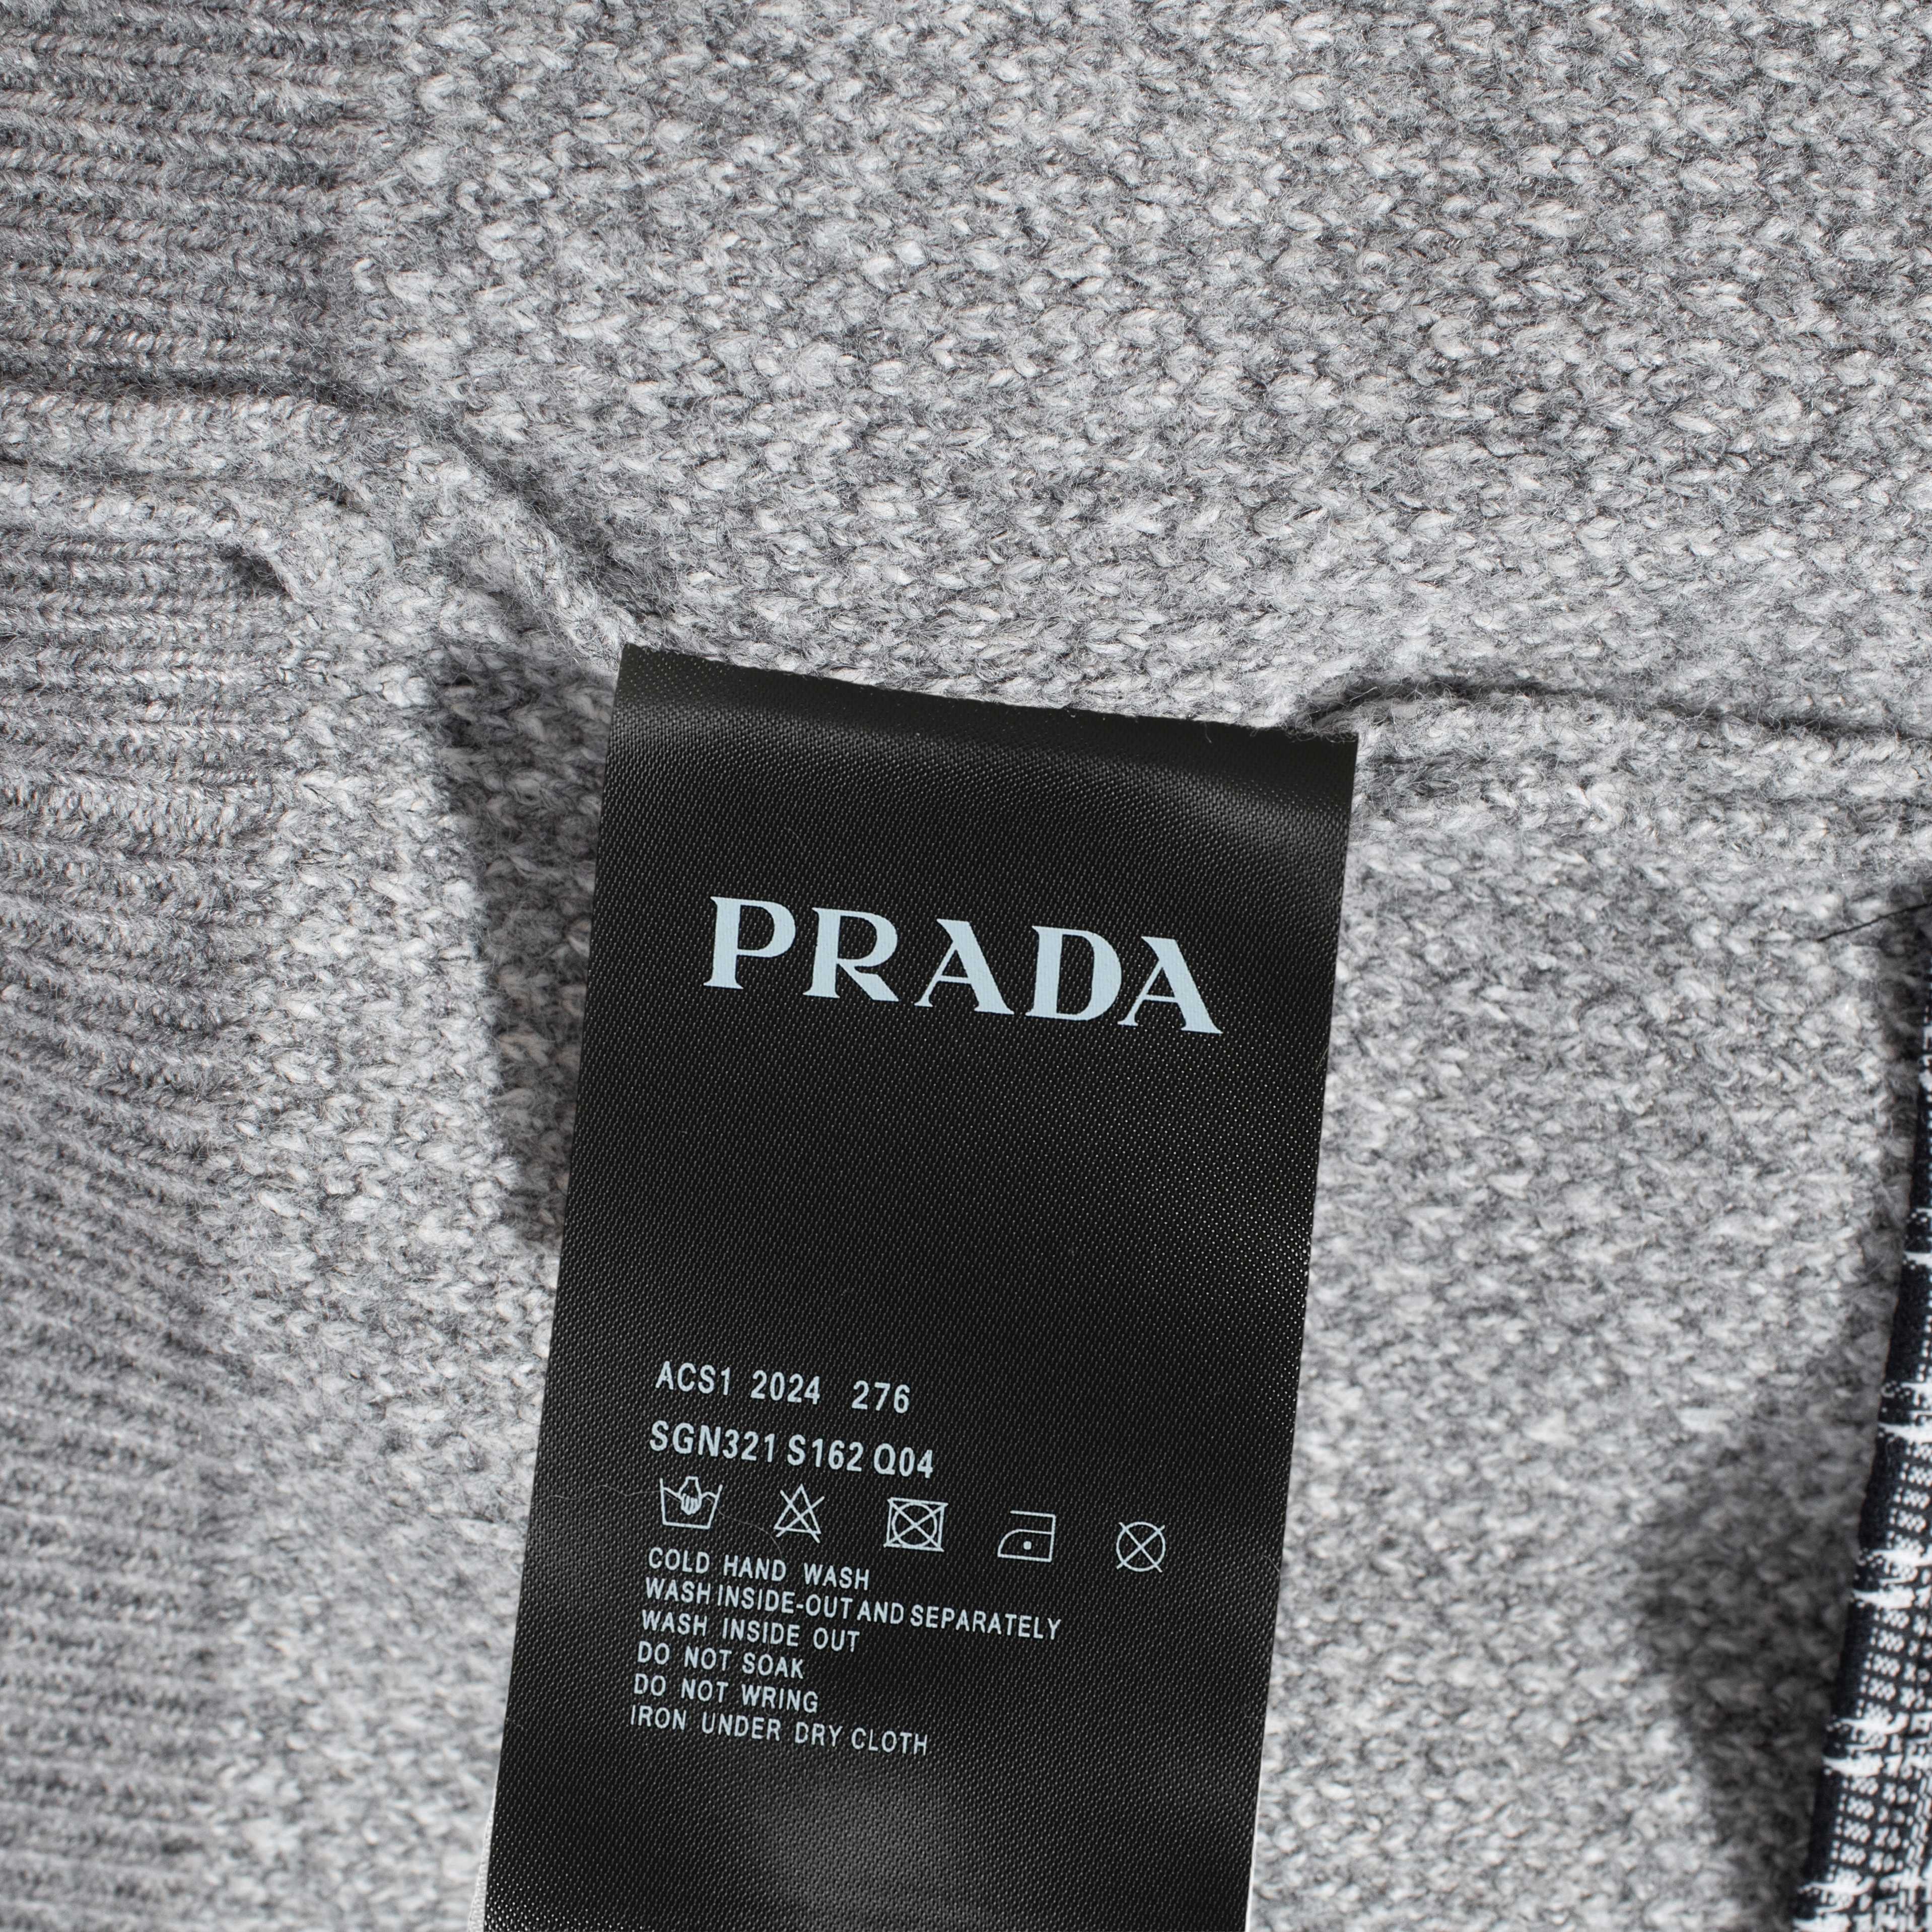 PRADA
ACS1 2024 276
SGN321 S162 Q04
COLD HAND WASH
WASH INSIDE-OUT AND SEPARATELY
WASH INSIDE OUT
DO NOT SOAK
DO NOT WRING
IRON UNDER DRY CLOTH